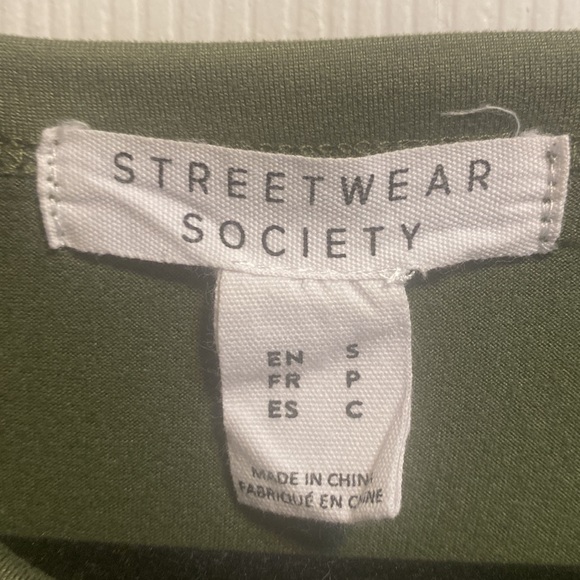 STREETWEAR
SOCIETY
EN S
FR P
ES C
MADE IN CHINA
FABRIQUÉ EN CHINE